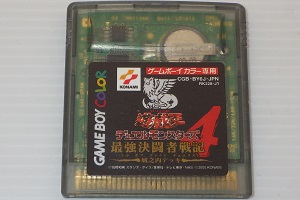 GAME BOY COLOR
KONAMI
ゲームボーイカラー専用
CGB-BY6J-JPN
RK229-J1
遊戯王
デュエルモンスターズ4
最強決闘者戦記